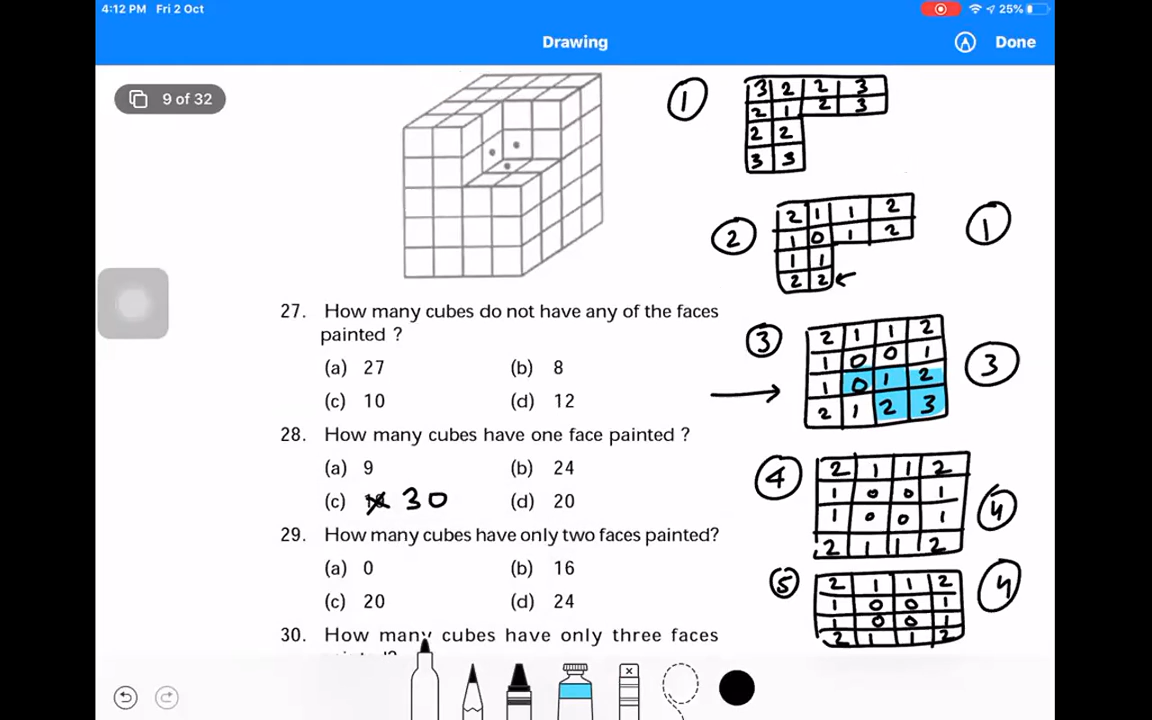 4:12 PM Fri 2 Oct
25%
Drawing
Done
9 of 32
1
3 2 2 3
2 1 2 3
2 2
3 3
2
2 1 1 2
1 0 1 2
1 1
2 2
1
3
2 1 1 2
1 0 0 1
1 0 1 2
2 1 2 3
3
4
2 1 1 2
1 0 0 1
1 0 0 1
2 1 1 2
4
5
2 1 1 2
1 0 0 1
1 0 0 1
2 1 1 2
4
27. How many cubes do not have any of the faces
painted ?
(a) 27 (b) 8
(c) 10 (d) 12
28. How many cubes have one face painted ?
(a) 9 (b) 24
(c) 30 (d) 20
29. How many cubes have only two faces painted?
(a) 0 (b) 16
(c) 20 (d) 24
30. How many cubes have only three faces